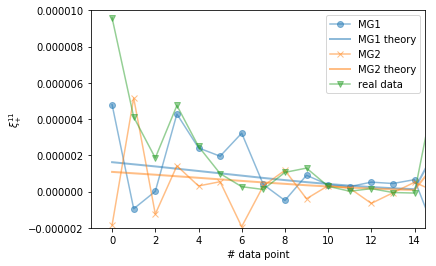 0.000010
0.000008
0.000006
0.000004
0.000002
0.000000
−0.000002
ξ₊¹¹
0 2 4 6 8 10 12 14
# data point
MG1
MG1 theory
MG2
MG2 theory
real data